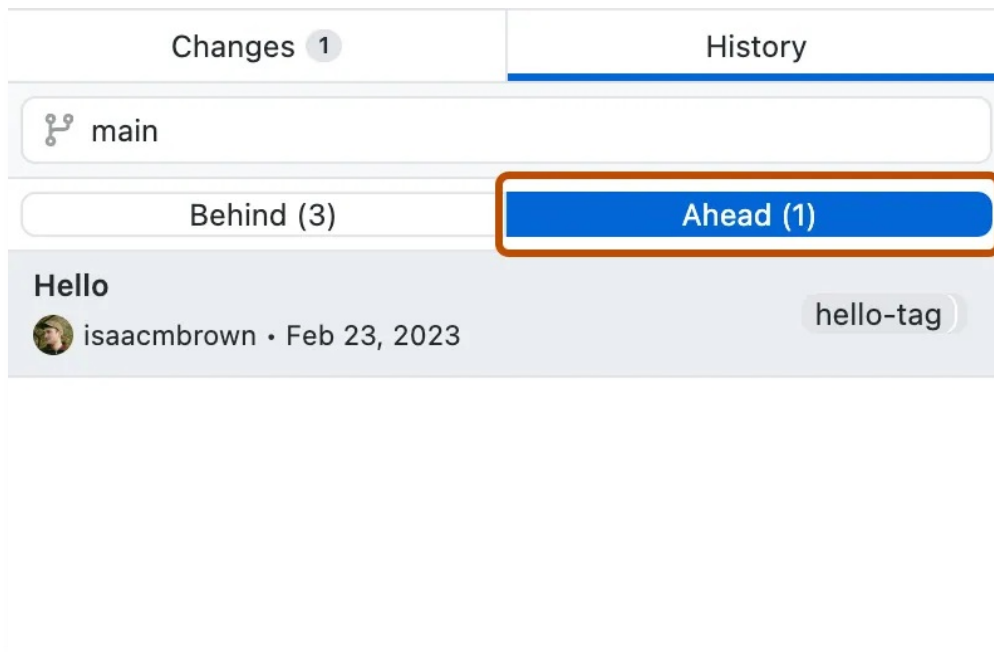 Changes 1
History
main
Behind (3)
Ahead (1)
Hello
isaacmbrown • Feb 23, 2023
hello-tag